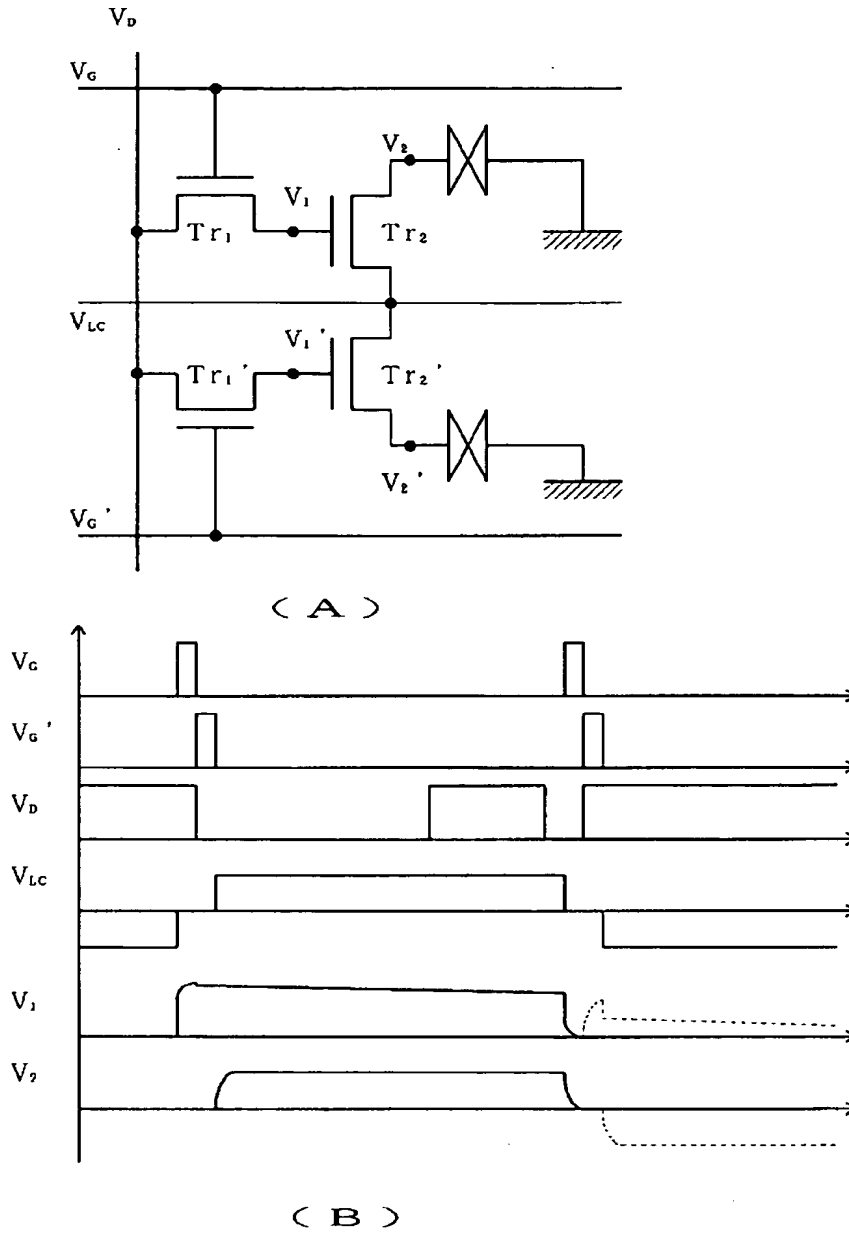 V_D
V_G
V_2
V_1
Tr_1
Tr_2
V_LC
V_1'
Tr_1'
Tr_2'
V_2'
V_G'
( A )
V_G
V_G'
V_D
V_LC
V_1
V_2
( B )